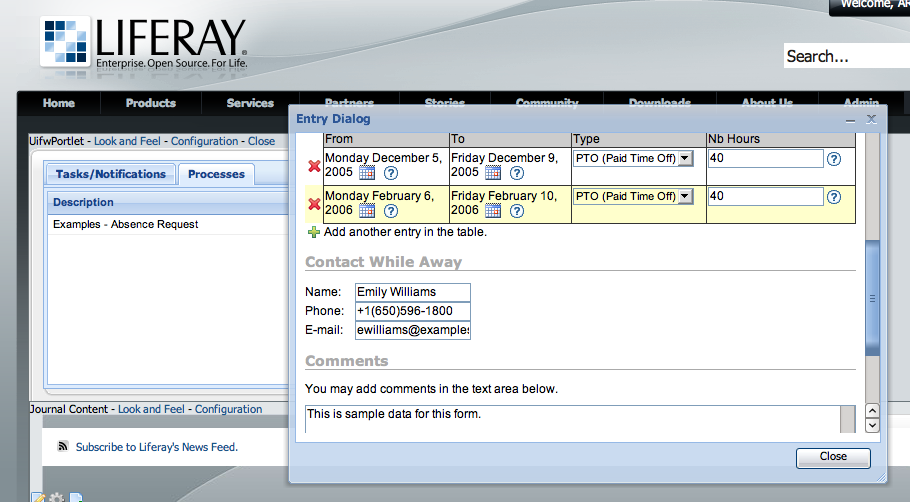 Welcome, AR
LIFERAY.
Enterprise. Open Source. For Life.
Search...
Home Products Services Partners Stories Community Downloads About Us Admin
Entry Dialog
UifwPortlet - Look and Feel - Configuration - Close
Tasks/Notifications Processes
Description
Examples - Absence Request
From To Type Nb Hours
Monday December 5, 2005 Friday December 9, 2005 PTO (Paid Time Off) 40
Monday February 6, 2006 Friday February 10, 2006 PTO (Paid Time Off) 40
Add another entry in the table.
Contact While Away
Name: Emily Williams
Phone: +1(650)596-1800
E-mail: ewilliams@examples
Comments
You may add comments in the text area below.
This is sample data for this form.
Close
Journal Content - Look and Feel - Configuration
Subscribe to Liferay's News Feed.